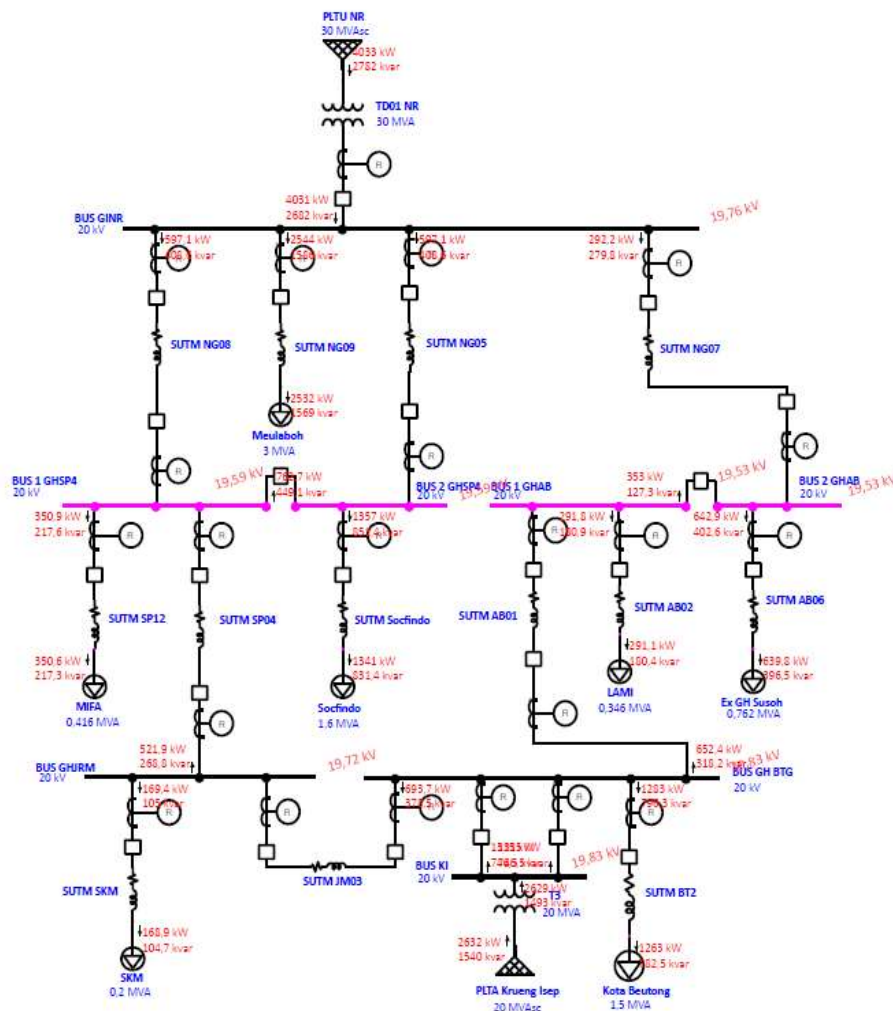 PLTU NR
30 MVAsc
4033 kW
2782 kvar
TD01 NR
30 MVA
R
4031 kW
2682 kvar
BUS GINR
20 kV
19,76 kV
597,1 kW
R
2544 kW
R
597,1 kW
R
292,2 kW
279,8 kvar
R
SUTM NG08
SUTM NG09
SUTM NG05
SUTM NG07
2532 kW
1569 kvar
Meulaboh
3 MVA
R
R
R
BUS 1 GHSP4
20 kV
19,59 kV
449,1 kvar
BUS 2 GHSP4
20 kV
BUS 1 GHAB
20 kV
353 kW
127,3 kvar
19,53 kV
BUS 2 GHAB
20 kV
19,53 kV
350,9 kW
217,6 kvar
R
R
1357 kW
R
R
291,8 kW
R
642,9 kW
402,6 kvar
R
SUTM SP12
SUTM SP04
SUTM Socfindo
SUTM AB01
SUTM AB02
SUTM AB06
350,6 kW
217,3 kvar
MIFA
0.416 MVA
1341 kW
831,4 kvar
Socfindo
1,6 MVA
291,1 kW
180,4 kvar
LAMI
0,346 MVA
639,8 kW
396,5 kvar
Ex GH Susoh
0,762 MVA
R
R
521,9 kW
268,8 kvar
BUS GHJRM
20 kV
19,72 kV
652,4 kW
318,2 kvar
BUS GH BTG
20 kV
169,4 kW
R
R
693,7 kW
R
R
R
1283 kW
R
SUTM SKM
SUTM JM03
BUS KI
20 kV
19,83 kV
2629 kW
1493 kvar
T3
20 MVA
SUTM BT2
168,9 kW
104,7 kvar
SKM
0,2 MVA
2632 kW
1540 kvar
PLTA Krueng Isep
20 MVAsc
1263 kW
Kota Beutong
1,5 MVA